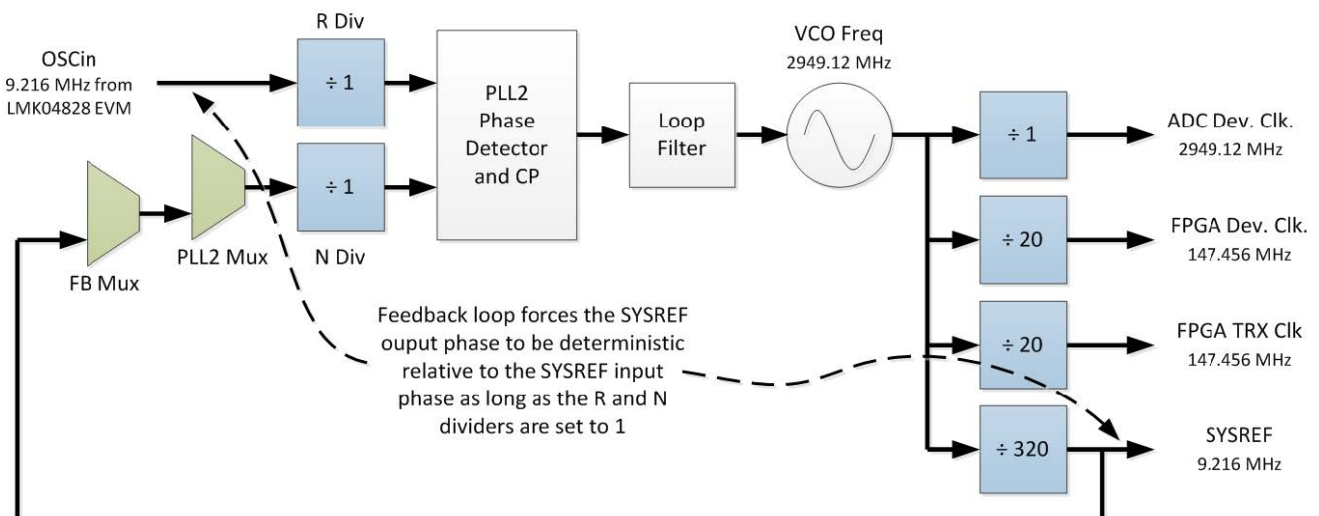 R Div
OSCin
9.216 MHz from
LMK04828 EVM
÷ 1
PLL2
Phase
Detector
and CP
FB Mux
PLL2 Mux
÷ 1
N Div
Loop
Filter
VCO Freq
2949.12 MHz
÷ 1
ADC Dev. Clk.
2949.12 MHz
÷ 20
FPGA Dev. Clk.
147.456 MHz
÷ 20
FPGA TRX Clk
147.456 MHz
÷ 320
SYSREF
9.216 MHz
Feedback loop forces the SYSREF
ouput phase to be deterministic
relative to the SYSREF input
phase as long as the R and N
dividers are set to 1